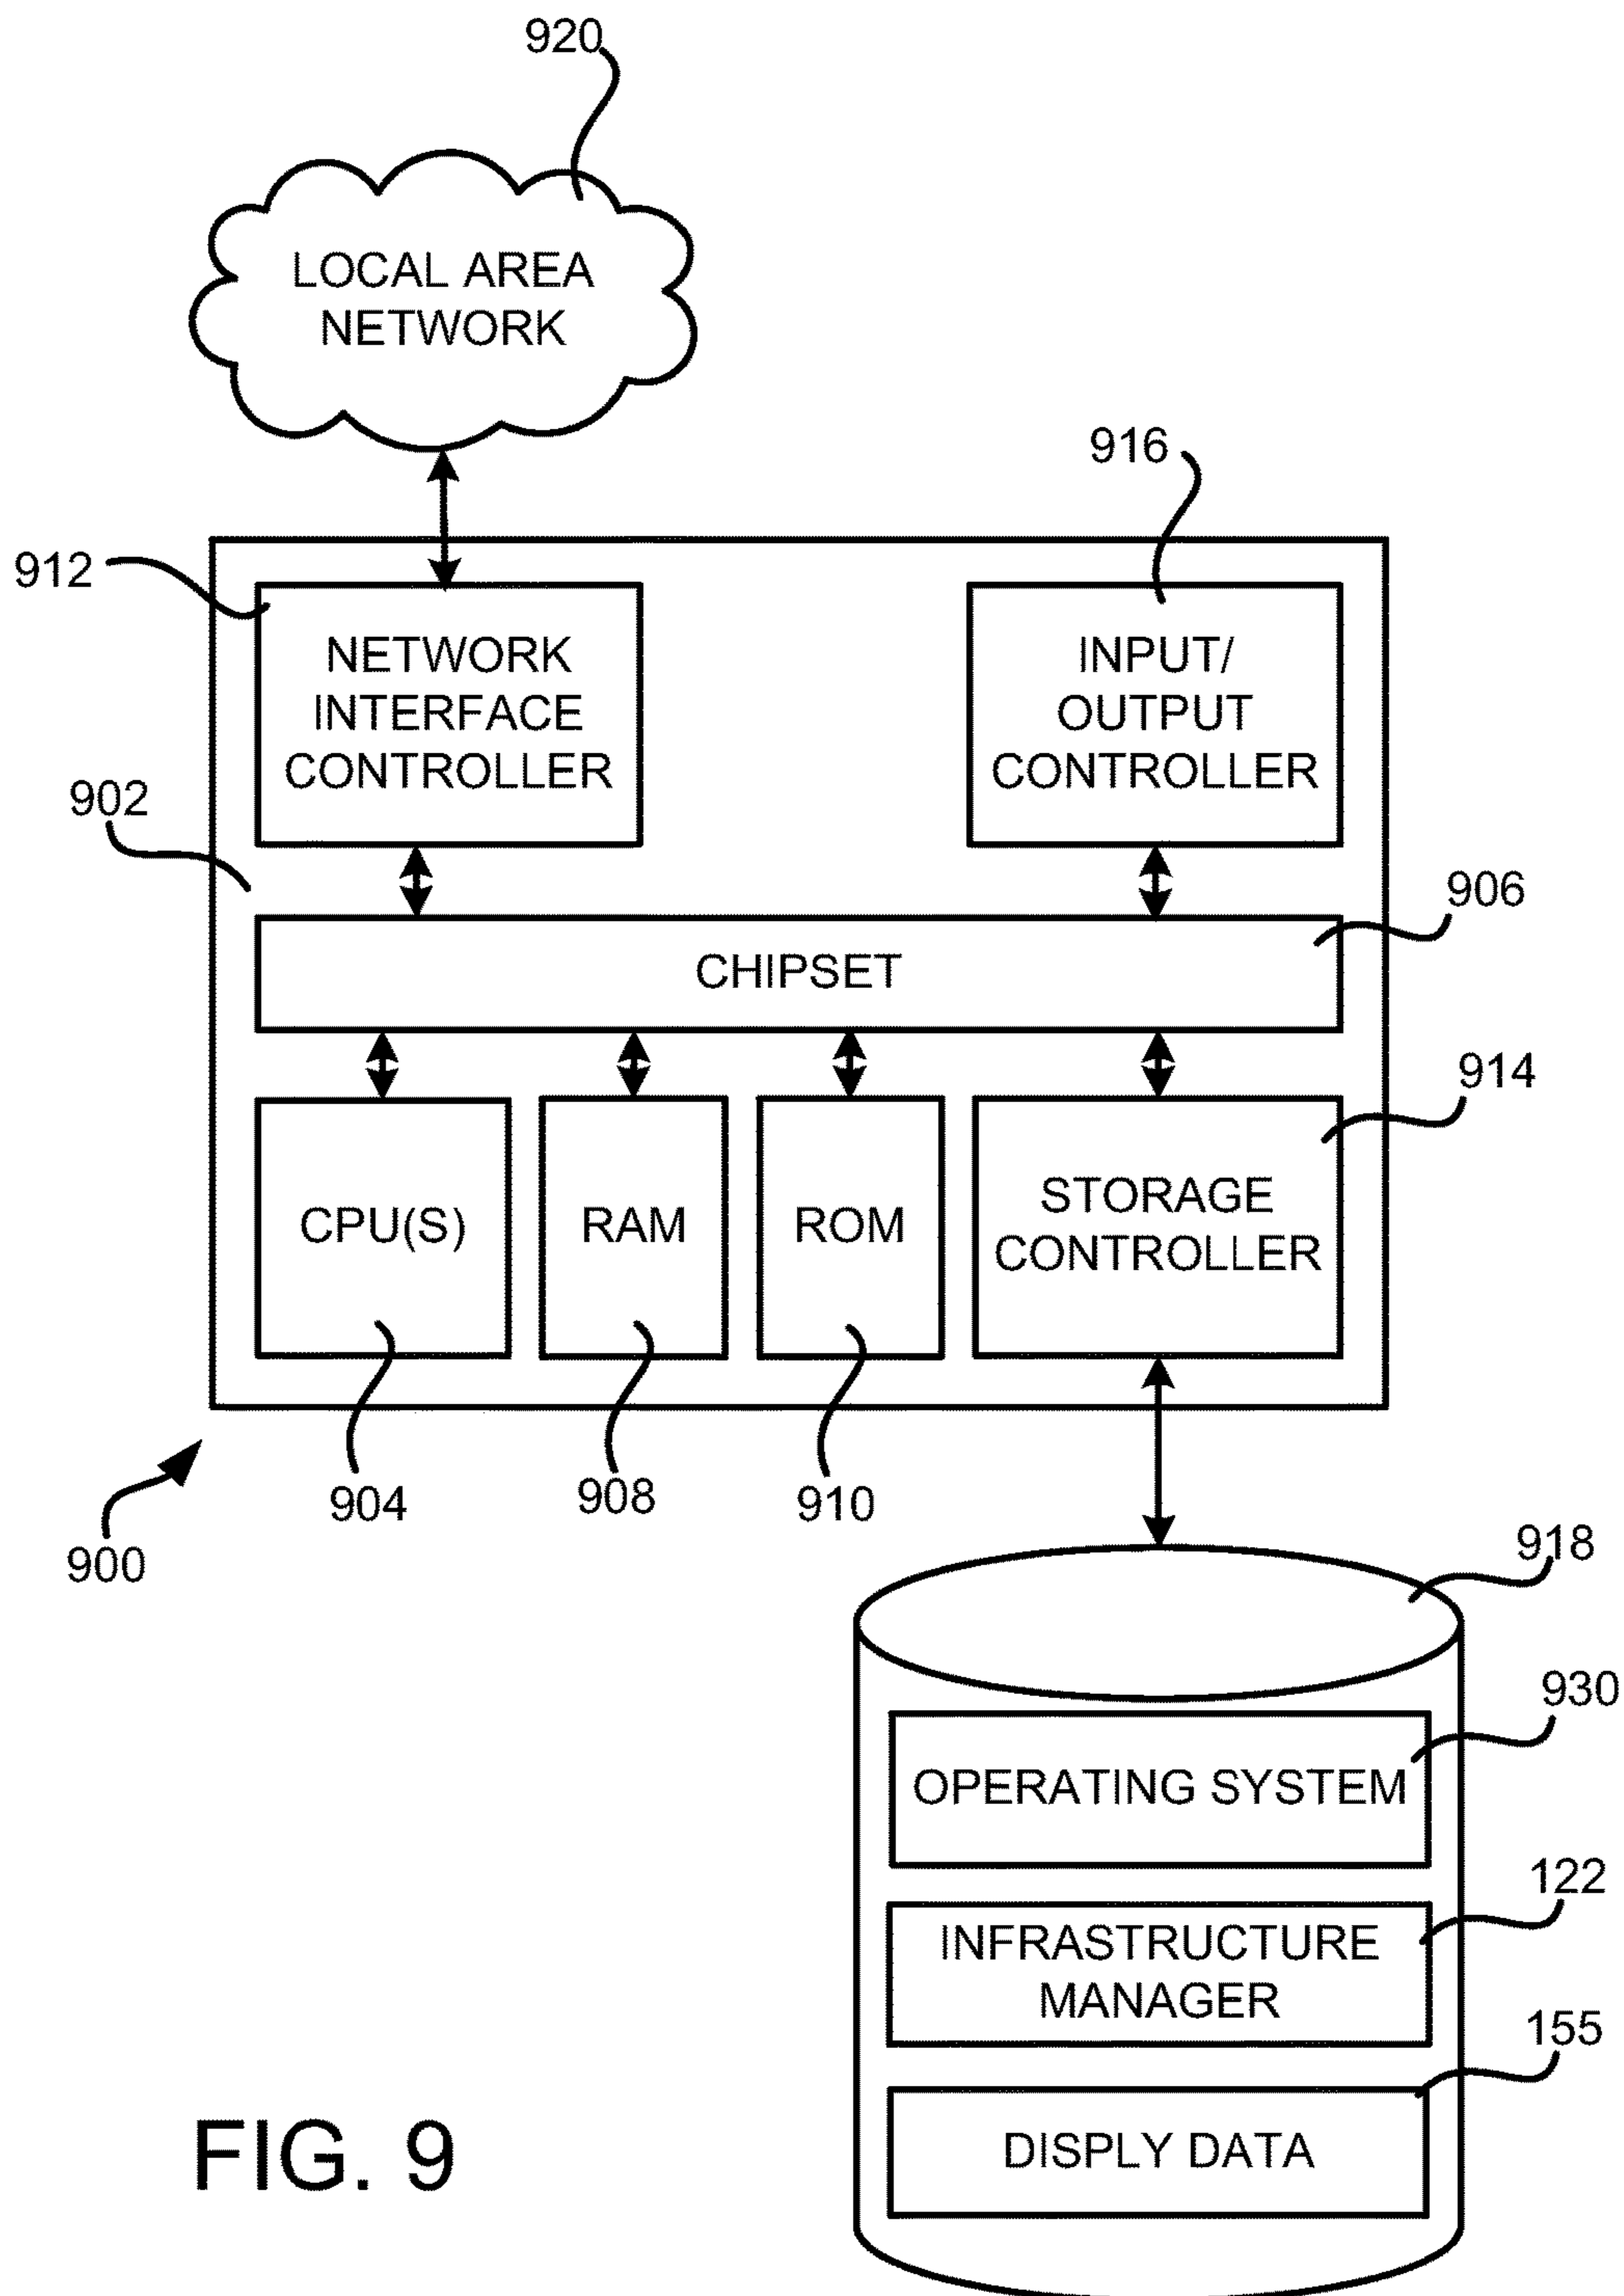 920
LOCAL AREA
NETWORK
916
912
NETWORK
INTERFACE
CONTROLLER
INPUT/
OUTPUT
CONTROLLER
902
906
CHIPSET
914
CPU(S)
RAM
ROM
STORAGE
CONTROLLER
904
908
910
900
918
930
OPERATING SYSTEM
122
INFRASTRUCTURE
MANAGER
155
DISPLY DATA
FIG. 9